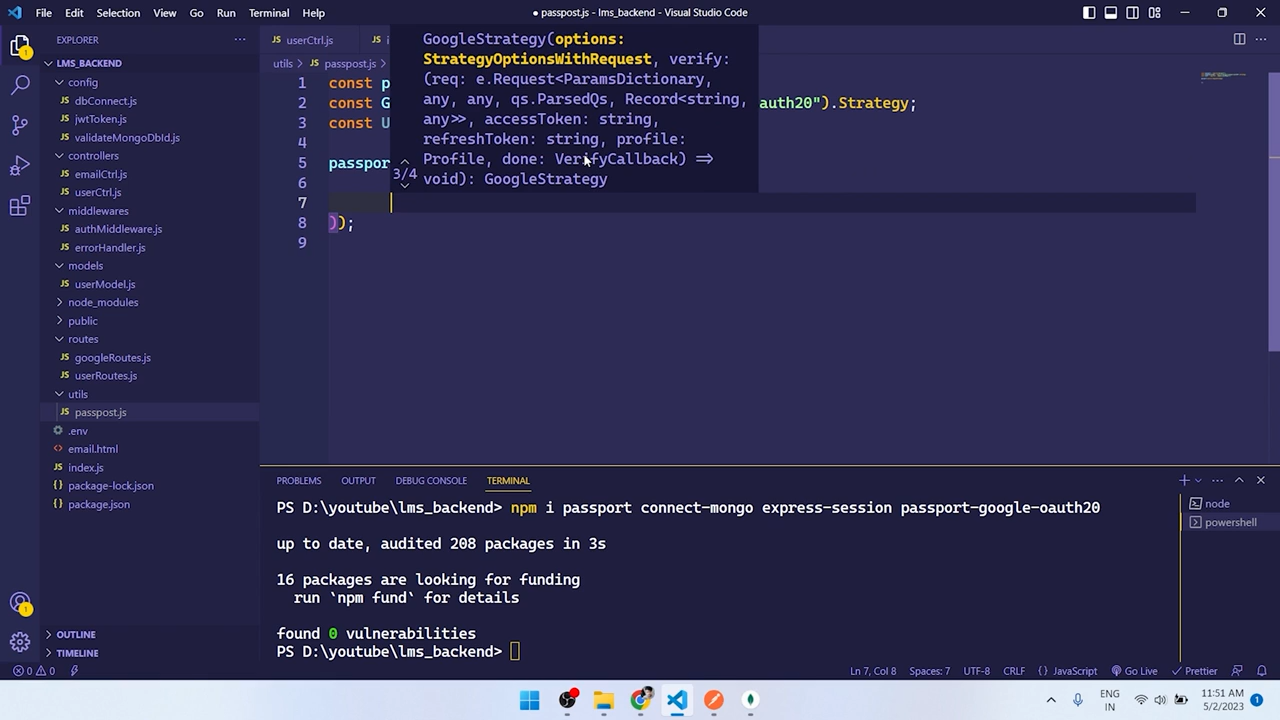 File Edit Selection View Go Run Terminal Help
● passpost.js - lms_backend - Visual Studio Code
EXPLORER
LMS_BACKEND
config
JS dbConnect.js
JS jwtToken.js
JS validateMongoDbId.js
controllers
JS emailCtrl.js
JS userCtrl.js
middlewares
JS authMiddleware.js
JS errorHandler.js
models
JS userModel.js
node_modules
public
routes
JS googleRoutes.js
JS userRoutes.js
utils
JS passpost.js
.env
email.html
JS index.js
package-lock.json
package.json
OUTLINE
TIMELINE
JS userCtrl.js
JS
utils > JS passpost.js >
GoogleStrategy(options:
StrategyOptionsWithRequest, verify:
(req: e.Request<ParamsDictionary,
any, any, qs.ParsedQs, Record<string,
any>>, accessToken: string,
refreshToken: string, profile:
Profile, done: VerifyCallback) =>
void): GoogleStrategy
3/4
1 const p
2 const G auth20").Strategy;
3 const U
4
5 passpor
6
7
8 ));
9
PROBLEMS OUTPUT DEBUG CONSOLE TERMINAL
PS D:\youtube\lms_backend> npm i passport connect-mongo express-session passport-google-oauth20
up to date, audited 208 packages in 3s
16 packages are looking for funding
run `npm fund` for details
found 0 vulnerabilities
PS D:\youtube\lms_backend>
node
powershell
0 0 Ln 7, Col 8 Spaces: 7 UTF-8 CRLF {} JavaScript Go Live Prettier
ENG
IN
11:51 AM
5/2/2023